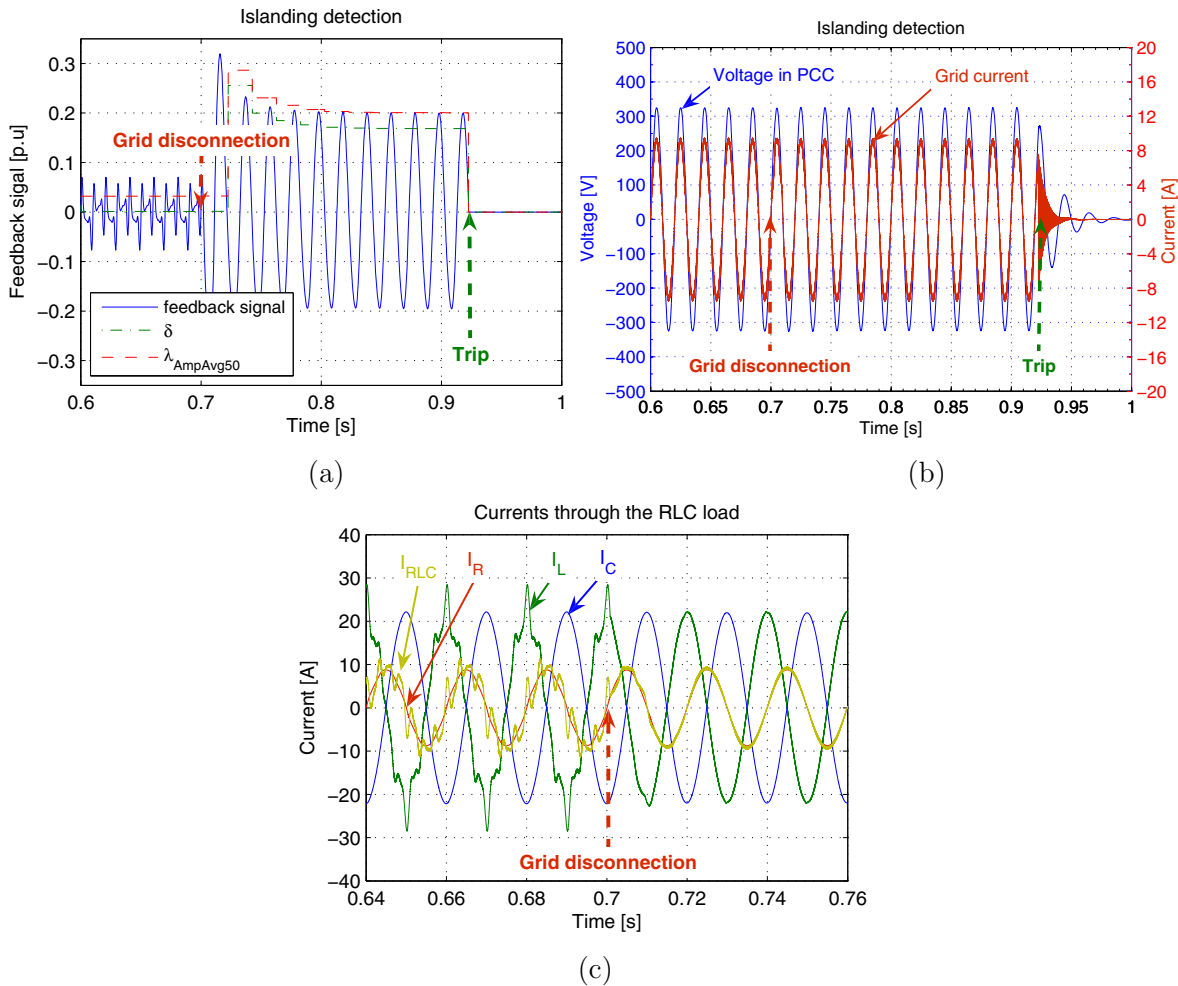 Islanding detection
0.3
0.2
0.1
0
−0.1
−0.2
−0.3
Feedback sigal [p.u]
Grid disconnection
feedback signal
δ
λAmpAvg50
Trip
0.6 0.7 0.8 0.9 1
Time [s]
(a)
Islanding detection
500
400
300
200
100
0
−100
−200
−300
−400
−500
Voltage [V]
Voltage in PCC
Grid current
20
16
12
8
4
0
−4
−8
−12
−16
−20
Current [A]
Grid disconnection
Trip
0.6 0.65 0.7 0.75 0.8 0.85 0.9 0.95 1
Time [s]
(b)
Currents through the RLC load
40
30
20
10
0
−10
−20
−30
−40
Current [A]
IRLC IR IL IC
Grid disconnection
0.64 0.66 0.68 0.7 0.72 0.74 0.76
Time [s]
(c)